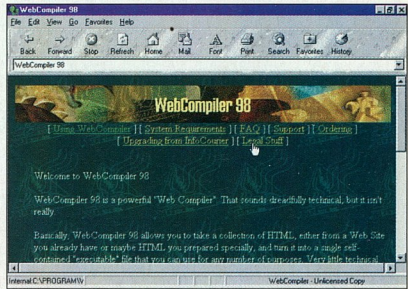 WebCompiler 98
File Edit View Go Favorites Help
Back Forward Stop Refresh Home Mail Font Print Search Favorites History
WebCompiler 98
WebCompiler 98
[ Using WebCompiler ] [ System Requirements ] [ FAQ ] [ Support ] [ Ordering ]
[ Upgrading from InfoCourier ] [ Legal Stuff ]
Welcome to WebCompiler 98
WebCompiler 98 is a powerful "Web Compiler". That sounds dreadfully technical, but it isn't
really.
Basically, WebCompiler 98 allows you to take a collection of HTML, either from a Web Site
you already have or maybe HTML you prepared specially, and turn it into a single self-
contained "executable" file that you can use for any number of purposes. Very little technical
Internal:C:\PROGRAM\V WebCompiler - Unlicensed Copy